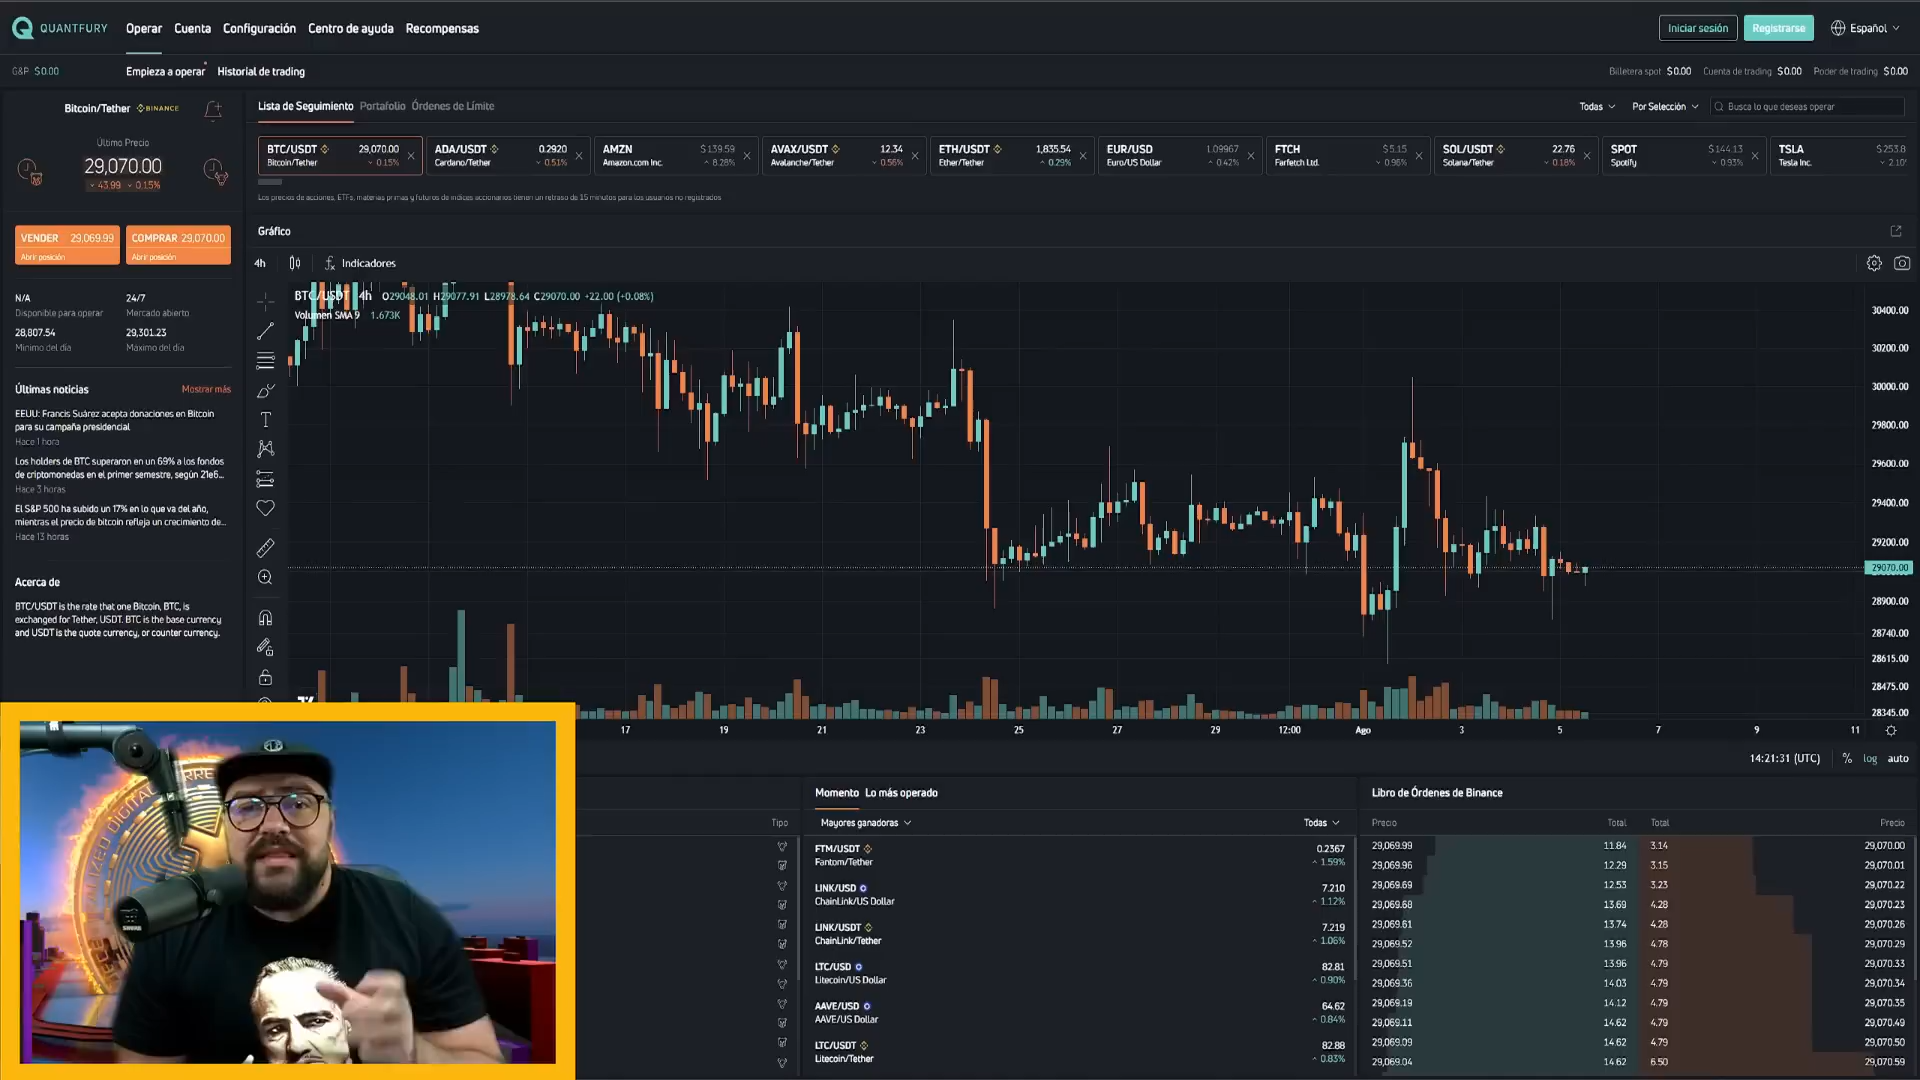 QUANTFURY
Operar
Cuenta
Configuración
Centro de ayuda
Recompensas
Iniciar sesión
Registrarse
Español
G&P $0.00
Empieza a operar
Historial de trading
Billetera spot $0.00
Cuenta de trading $0.00
Poder de trading $0.00
Bitcoin/Tether BINANCE
Último Precio
29,070.00
43.99 0.15%
VENDER 29,069.99
Abrir posición
COMPRAR 29,070.00
Abrir posición
N/A
Disponible para operar
24/7
Mercado abierto
28,807.54
Mínimo del día
29,301.23
Máximo del día
Últimas noticias
Mostrar más
EEUU: Francis Suárez acepta donaciones en Bitcoin
para su campaña presidencial
Hace 1 hora
Los holders de BTC superaron en un 69% a los fondos
de criptomonedas en el primer semestre, según 21e6...
Hace 3 horas
El S&P 500 ha subido un 17% en lo que va del año,
mientras el precio de bitcoin refleja un crecimiento de...
Hace 13 horas
Acerca de
BTC/USDT is the rate that one Bitcoin, BTC, is
exchanged for Tether, USDT. BTC is the base currency
and USDT is the quote currency, or counter currency.
Lista de Seguimiento
Portafolio
Órdenes de Límite
Todas
Por Selección
Busca lo que deseas operar
BTC/USDT 29,070.00
Bitcoin/Tether 0.15%
ADA/USDT 0.2920
Cardano/Tether 0.51%
AMZN $139.59
Amazon.com Inc. 8.28%
AVAX/USDT 12.34
Avalanche/Tether 0.56%
ETH/USDT 1,835.54
Ether/Tether 0.29%
EUR/USD 1.09967
Euro/US Dollar 0.42%
FTCH $5.15
Farfetch Ltd. 0.96%
SOL/USDT 22.76
Solana/Tether 0.18%
SPOT $144.13
Spotify 0.93%
TSLA $253.8
Tesla Inc. 2.10
Los precios de acciones, ETFs, materias primas y futuros de índices accionarios tienen un retraso de 15 minutos para los usuarios no registrados
Gráfico
4h
Indicadores
BTC/USDT 4h O29048.01 H29077.91 L28978.64 C29070.00 +22.00 (+0.08%)
Volumen SMA 9 1.673K
30400.00
30200.00
30000.00
29800.00
29600.00
29400.00
29200.00
29070.00
28900.00
28740.00
28615.00
28475.00
28345.00
17
19
21
23
25
27
29
12:00
Ago
3
5
7
9
11
14:21:31 (UTC)
%
log
auto
Tipo
Momento
Lo más operado
Mayores ganadoras
Todas
FTM/USDT 0.2367
Fantom/Tether 1.59%
LINK/USD 7.210
ChainLink/US Dollar 1.12%
LINK/USDT 7.219
ChainLink/Tether 1.06%
LTC/USD 82.81
Litecoin/US Dollar 0.90%
AAVE/USD 64.62
AAVE/US Dollar 0.84%
LTC/USDT 82.88
Litecoin/Tether 0.83%
Libro de Órdenes de Binance
Precio Total Total Precio
29,069.99 11.84 3.14 29,070.00
29,069.96 12.29 3.15 29,070.01
29,069.69 12.53 3.23 29,070.22
29,069.68 13.69 4.28 29,070.23
29,069.61 13.74 4.28 29,070.26
29,069.52 13.96 4.78 29,070.29
29,069.51 13.96 4.79 29,070.33
29,069.36 14.03 4.79 29,070.34
29,069.19 14.12 4.79 29,070.35
29,069.11 14.62 4.79 29,070.49
29,069.09 14.62 4.79 29,070.50
29,069.04 14.62 6.50 29,070.59
SHURE